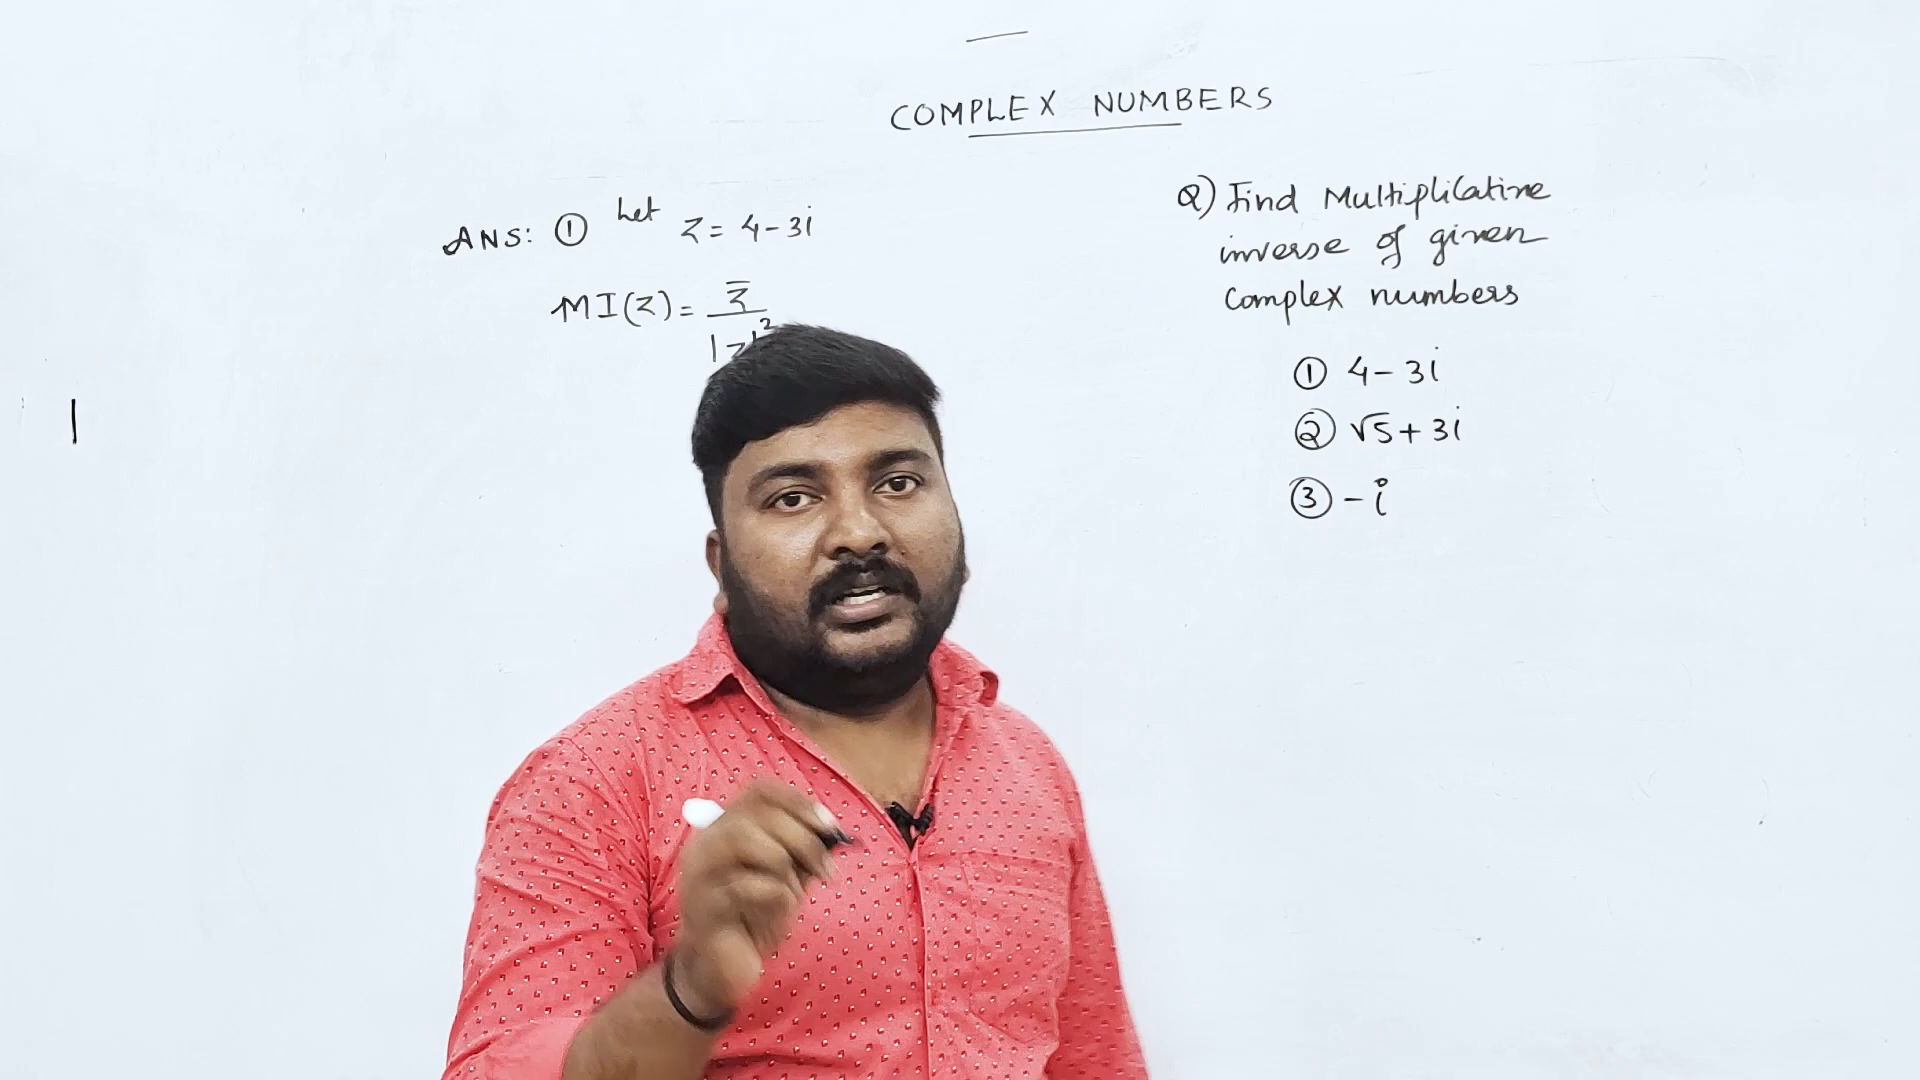 COMPLEX NUMBERS
ANS: ① Let z = 4 - 3i
MI(z) = z̅ / |z|²
Q) Find Multiplicative
inverse of given
complex numbers
① 4 - 3i
② √5 + 3i
③ - i